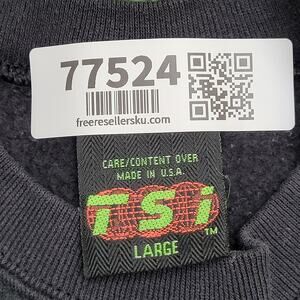 77524
freeresellersku.com
CARE/CONTENT OVER
MADE IN U.S.A.
TSi
TM
LARGE